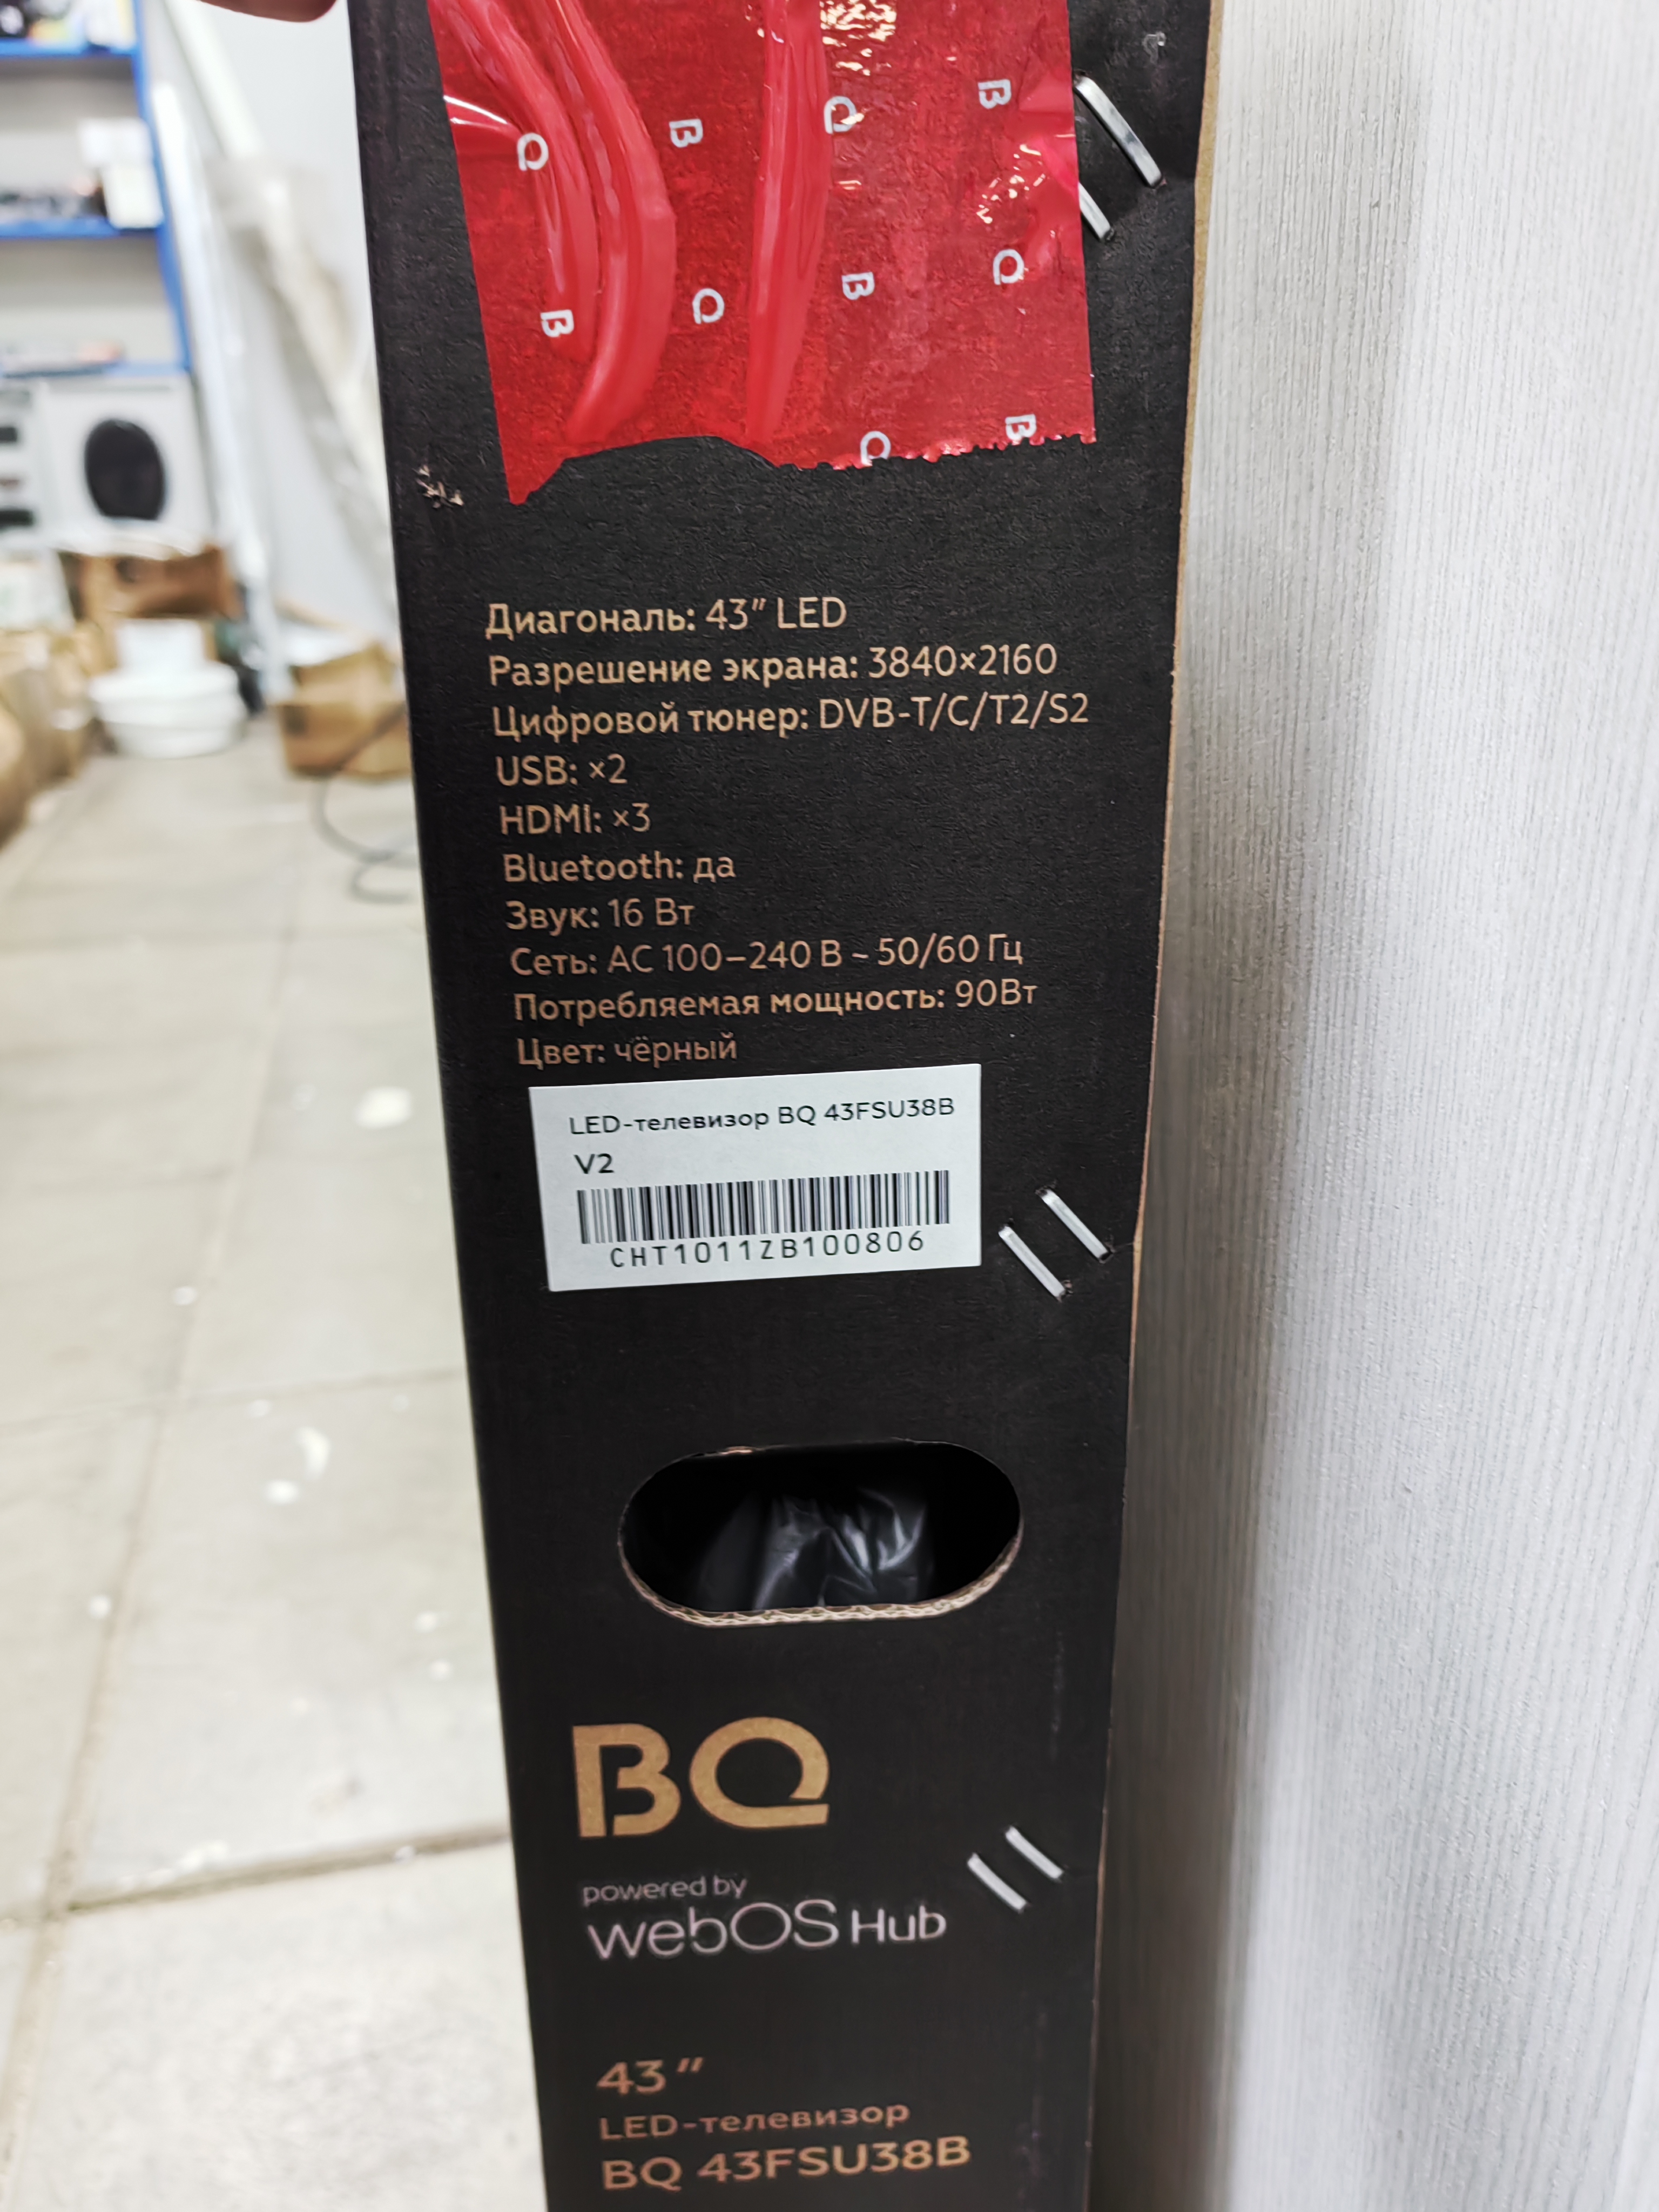 Диагональ: 43" LED
Разрешение экрана: 3840×2160
Цифровой тюнер: DVB-T/C/T2/S2
USB: ×2
HDMI: ×3
Bluetooth: да
Звук: 16 Вт
Сеть: AC 100–240 В ~ 50/60 Гц
Потребляемая мощность: 90Вт
Цвет: чёрный
LED-телевизор BQ 43FSU38B
V2
CHT1011ZB100806
BQ
powered by
webOS Hub
43"
LED-телевизор
BQ 43FSU38B